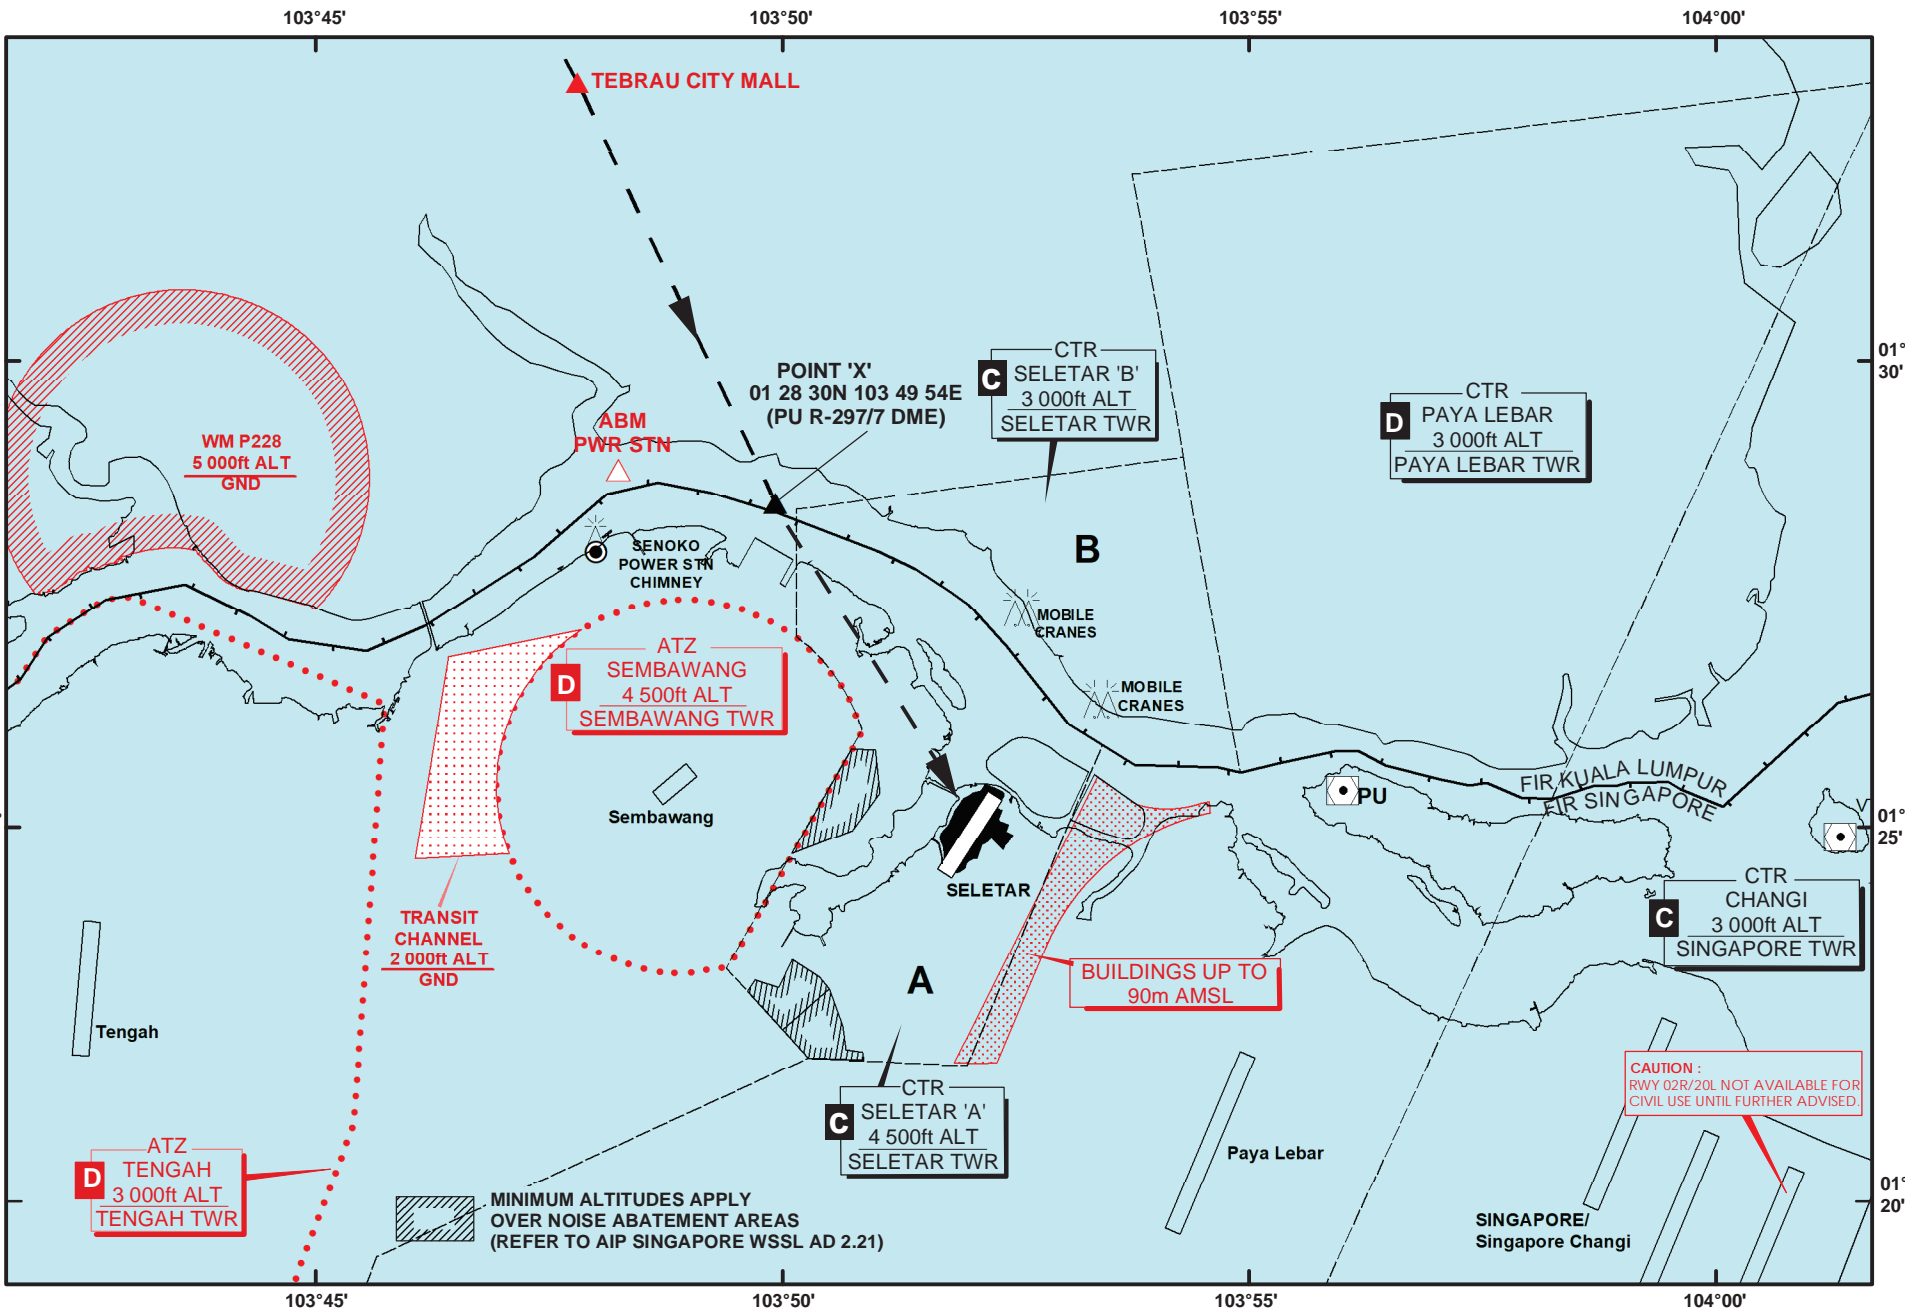 103°45'
103°50'
103°55'
104°00'
TEBRAU CITY MALL
POINT 'X'
01 28 30N 103 49 54E
(PU R-297/7 DME)
CTR
C
SELETAR 'B'
3 000ft ALT
SELETAR TWR
CTR
D
PAYA LEBAR
3 000ft ALT
PAYA LEBAR TWR
01°
30'
WM P228
5 000ft ALT
GND
ABM
PWR STN
SENOKO
POWER STN
CHIMNEY
B
MOBILE
CRANES
MOBILE
CRANES
ATZ
D
SEMBAWANG
4 500ft ALT
SEMBAWANG TWR
Sembawang
FIR KUALA LUMPUR
FIR SINGAPORE
PU
V
01°
25'
SELETAR
TRANSIT
CHANNEL
2 000ft ALT
GND
CTR
C
CHANGI
3 000ft ALT
SINGAPORE TWR
A
BUILDINGS UP TO
90m AMSL
Tengah
CTR
C
SELETAR 'A'
4 500ft ALT
SELETAR TWR
CAUTION :
RWY 02R/20L NOT AVAILABLE FOR
CIVIL USE UNTIL FURTHER ADVISED.
Paya Lebar
ATZ
D
TENGAH
3 000ft ALT
TENGAH TWR
MINIMUM ALTITUDES APPLY
OVER NOISE ABATEMENT AREAS
(REFER TO AIP SINGAPORE WSSL AD 2.21)
SINGAPORE/
Singapore Changi
01°
20'
103°45'
103°50'
103°55'
104°00'